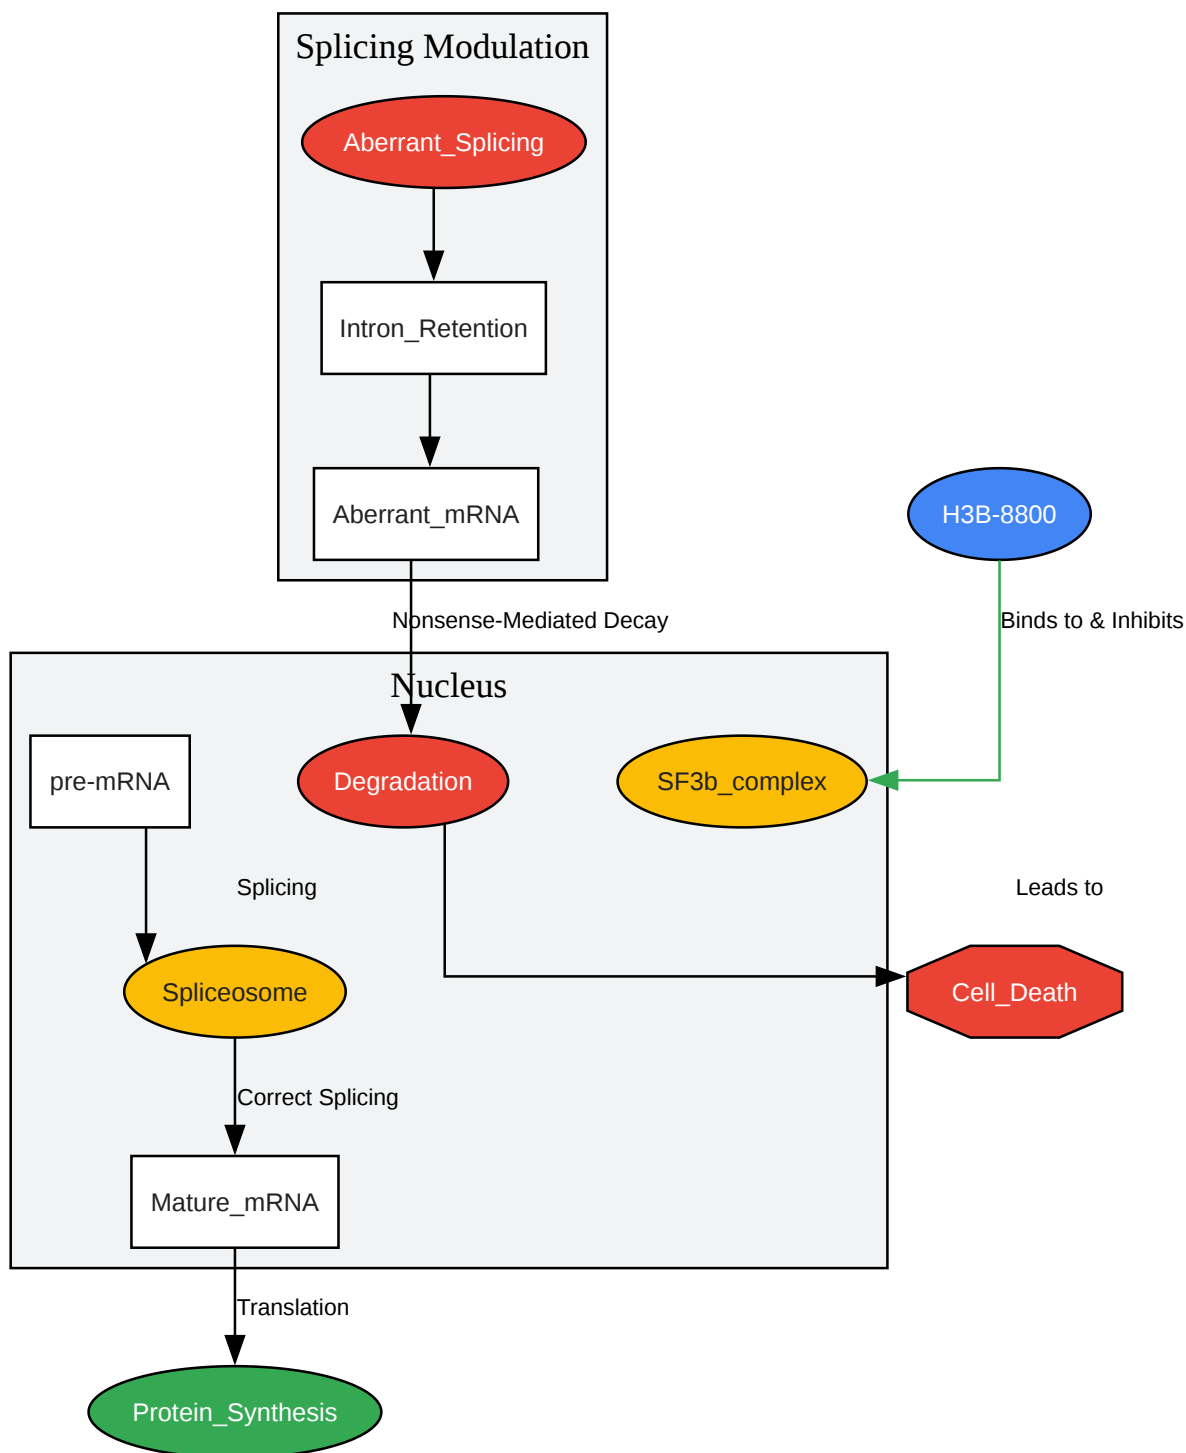 Splicing Modulation
Aberrant_Splicing
Intron_Retention
Aberrant_mRNA
H3B-8800
Nonsense-Mediated Decay
Binds to & Inhibits
Nucleus
pre-mRNA
Degradation
SF3b_complex
Splicing
Leads to
Spliceosome
Cell_Death
Correct Splicing
Mature_mRNA
Translation
Protein_Synthesis